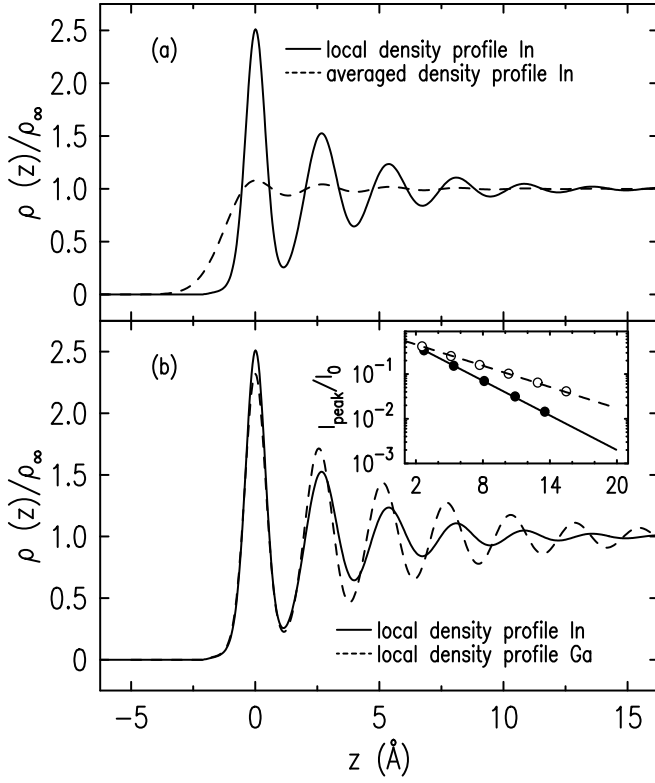 2.5
2.0
1.5
1.0
0.5
0
ρ (z)/ρ∞
(a)
local density profile In
averaged density profile In
2.5
2.0
1.5
1.0
0.5
0
ρ (z)/ρ∞
(b)
I_peak/I_0
10⁻¹
10⁻²
10⁻³
2 8 14 20
local density profile In
local density profile Ga
−5 0 5 10 15
z (Å)